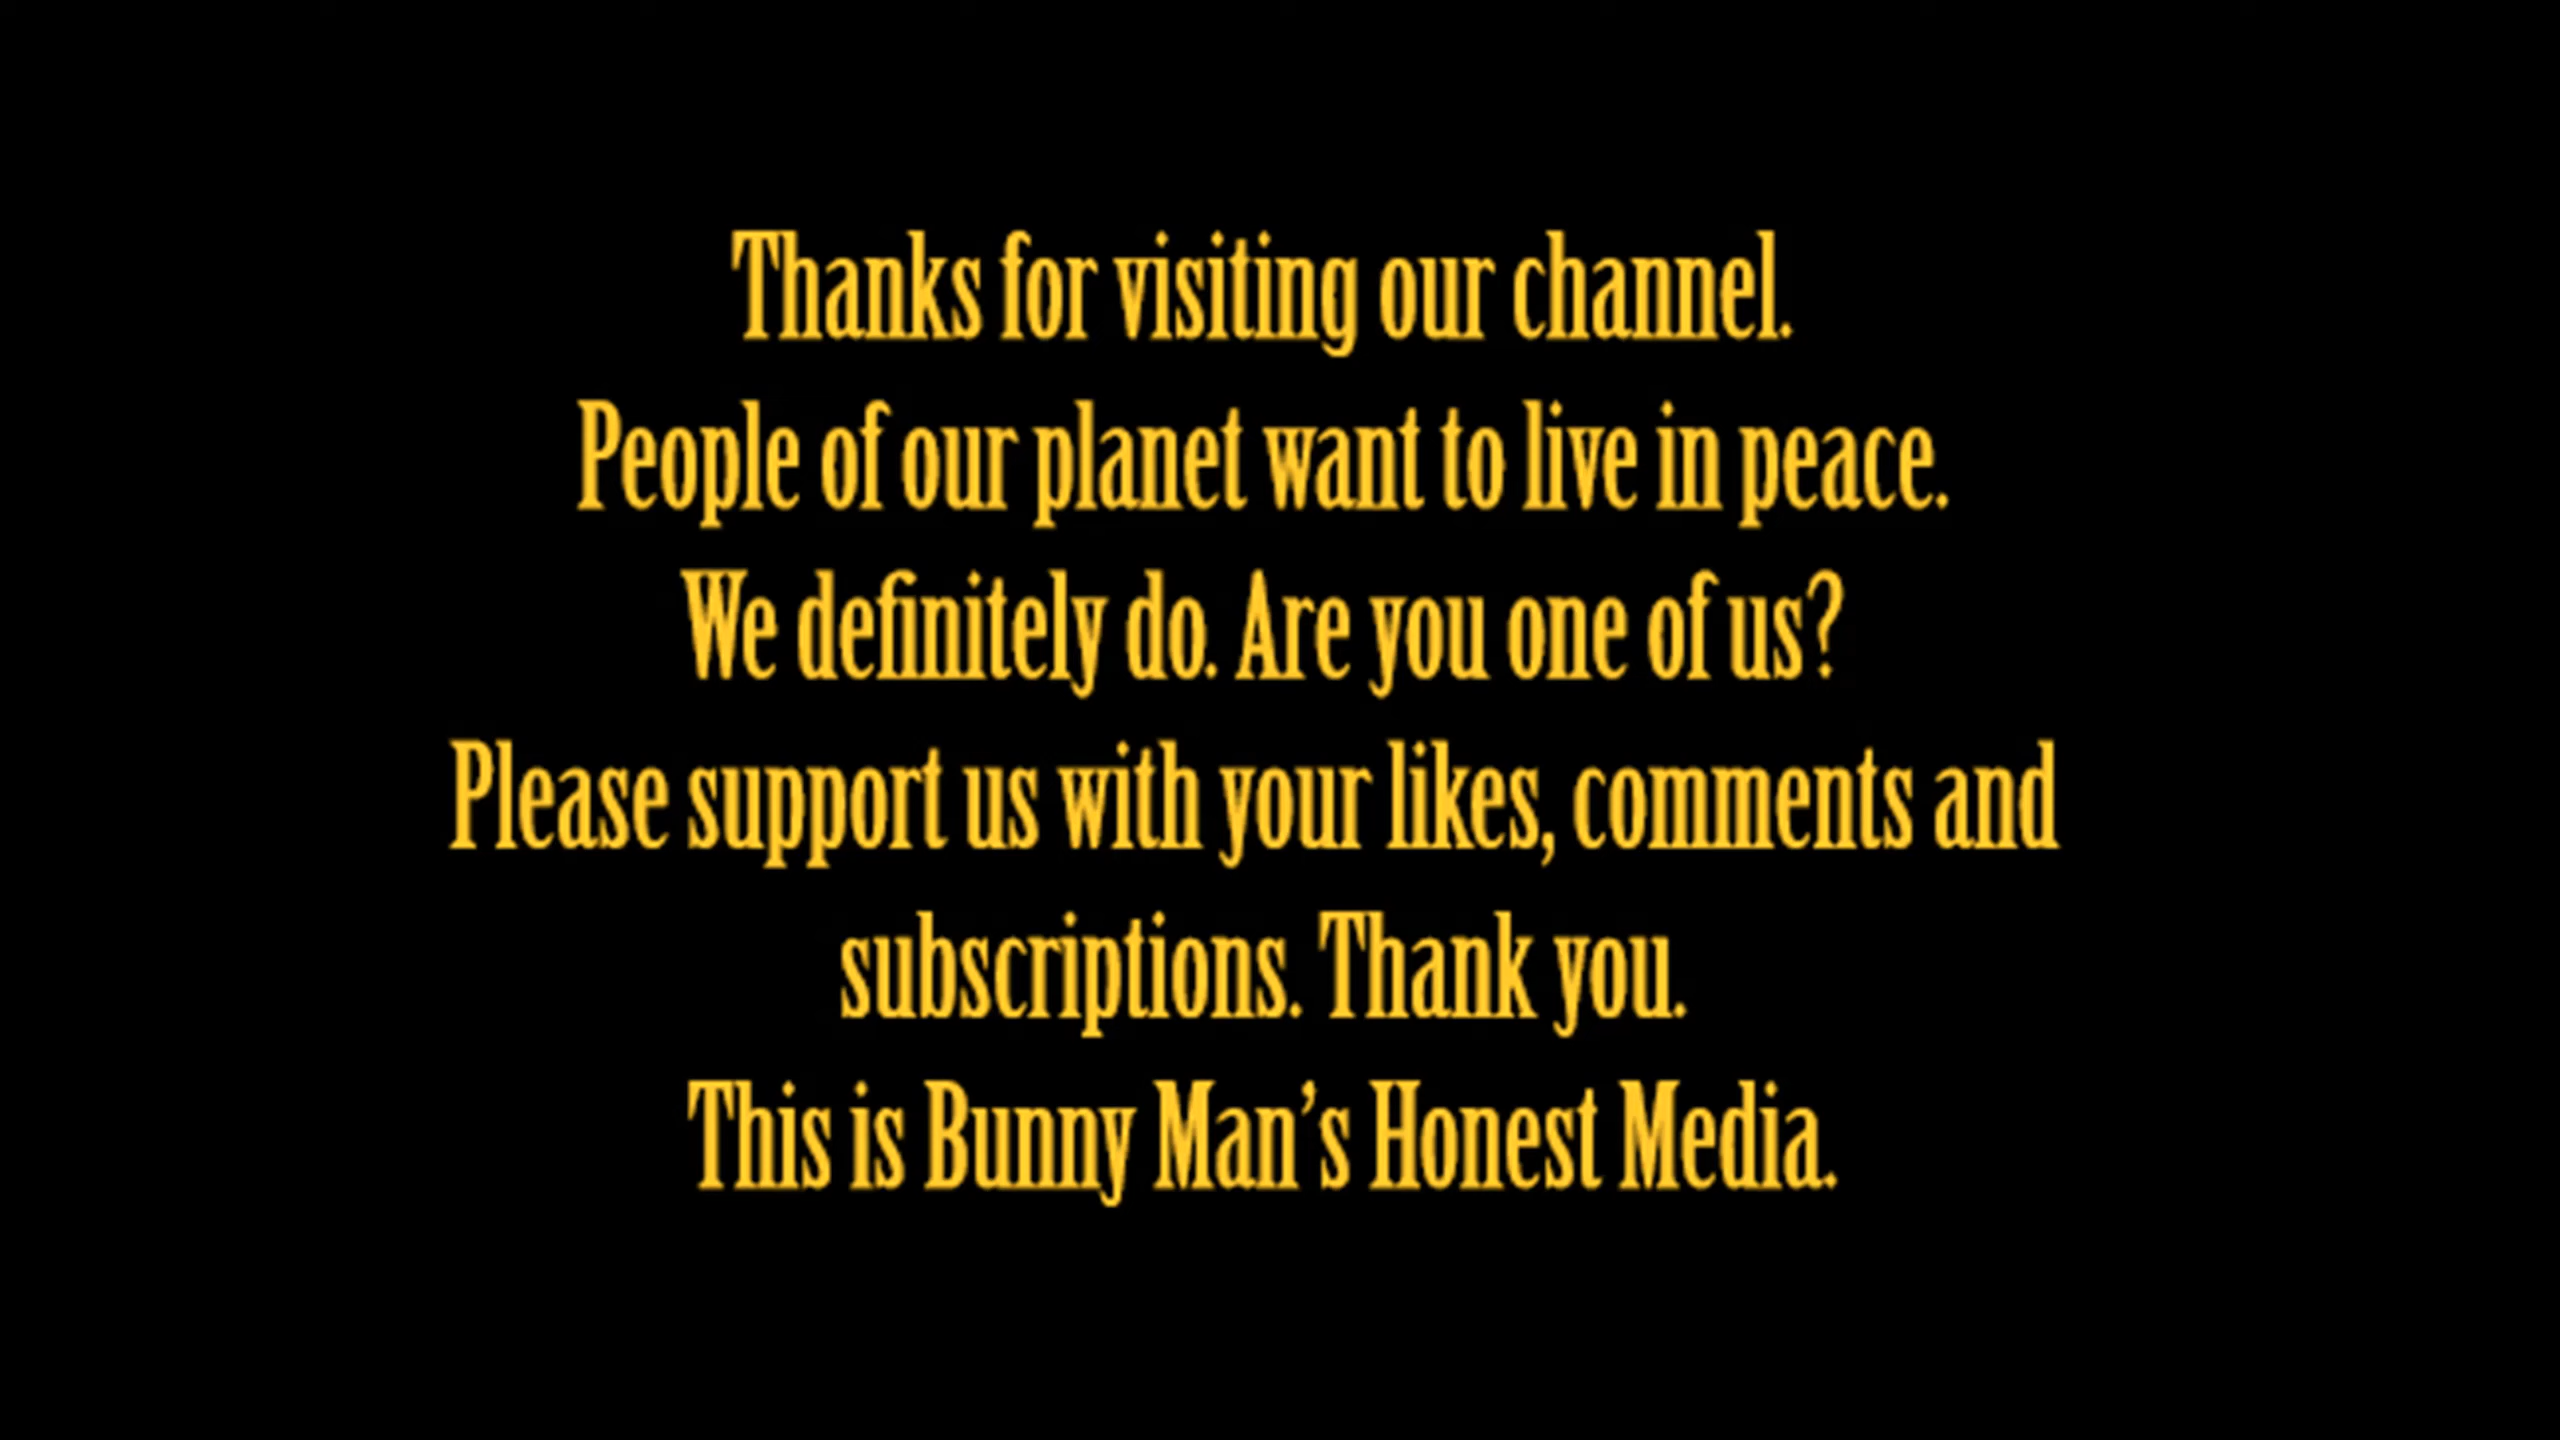 Thanks for visiting our channel.
People of our planet want to live in peace.
We definitely do. Are you one of us?
Please support us with your likes, comments and
subscriptions. Thank you.
This is Bunny Man’s Honest Media.